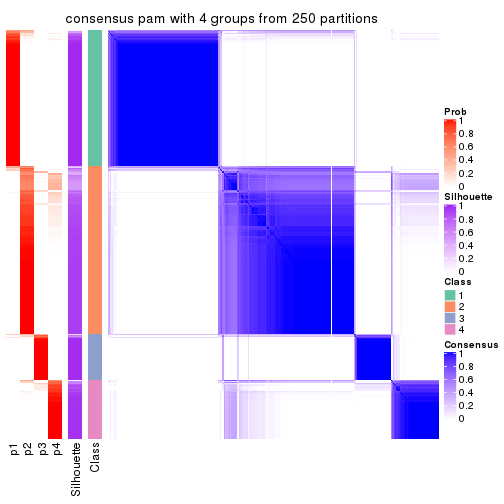 consensus pam with 4 groups from 250 partitions
Prob
1
0.8
0.6
0.4
0.2
0
Silhouette
1
0.8
0.6
0.4
0.2
0
Class
1
2
3
4
Consensus
1
0.8
0.6
0.4
0.2
0
p1
p2
p3
p4
Silhouette
Class